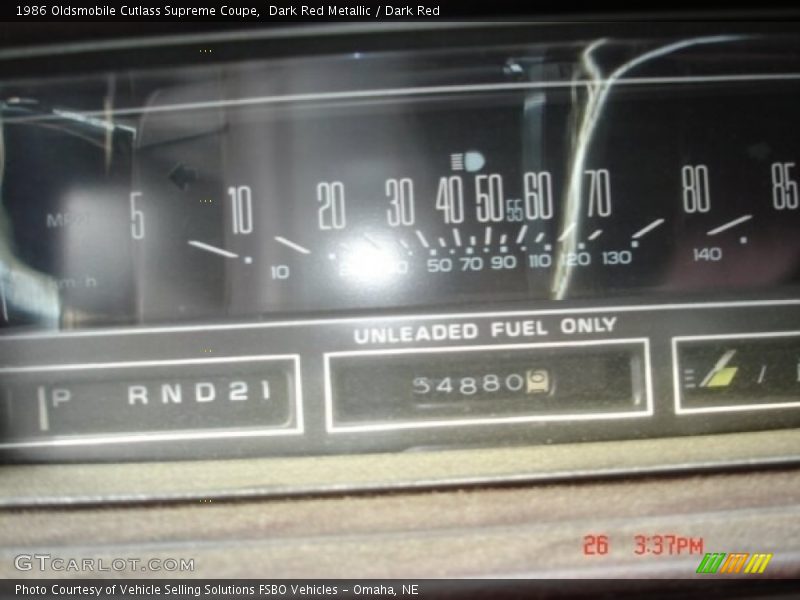 1986 Oldsmobile Cutlass Supreme Coupe,  Dark Red Metallic / Dark Red
5 10 20 30 40 50 55 60 70 80 85
MPH
10 50 70 90 110 120 130 140
km-h
UNLEADED FUEL ONLY
P R N D 2 1
54880 9
E
26 3:37PM
GTCARLOT.COM
Photo Courtesy of Vehicle Selling Solutions FSBO Vehicles - Omaha, NE